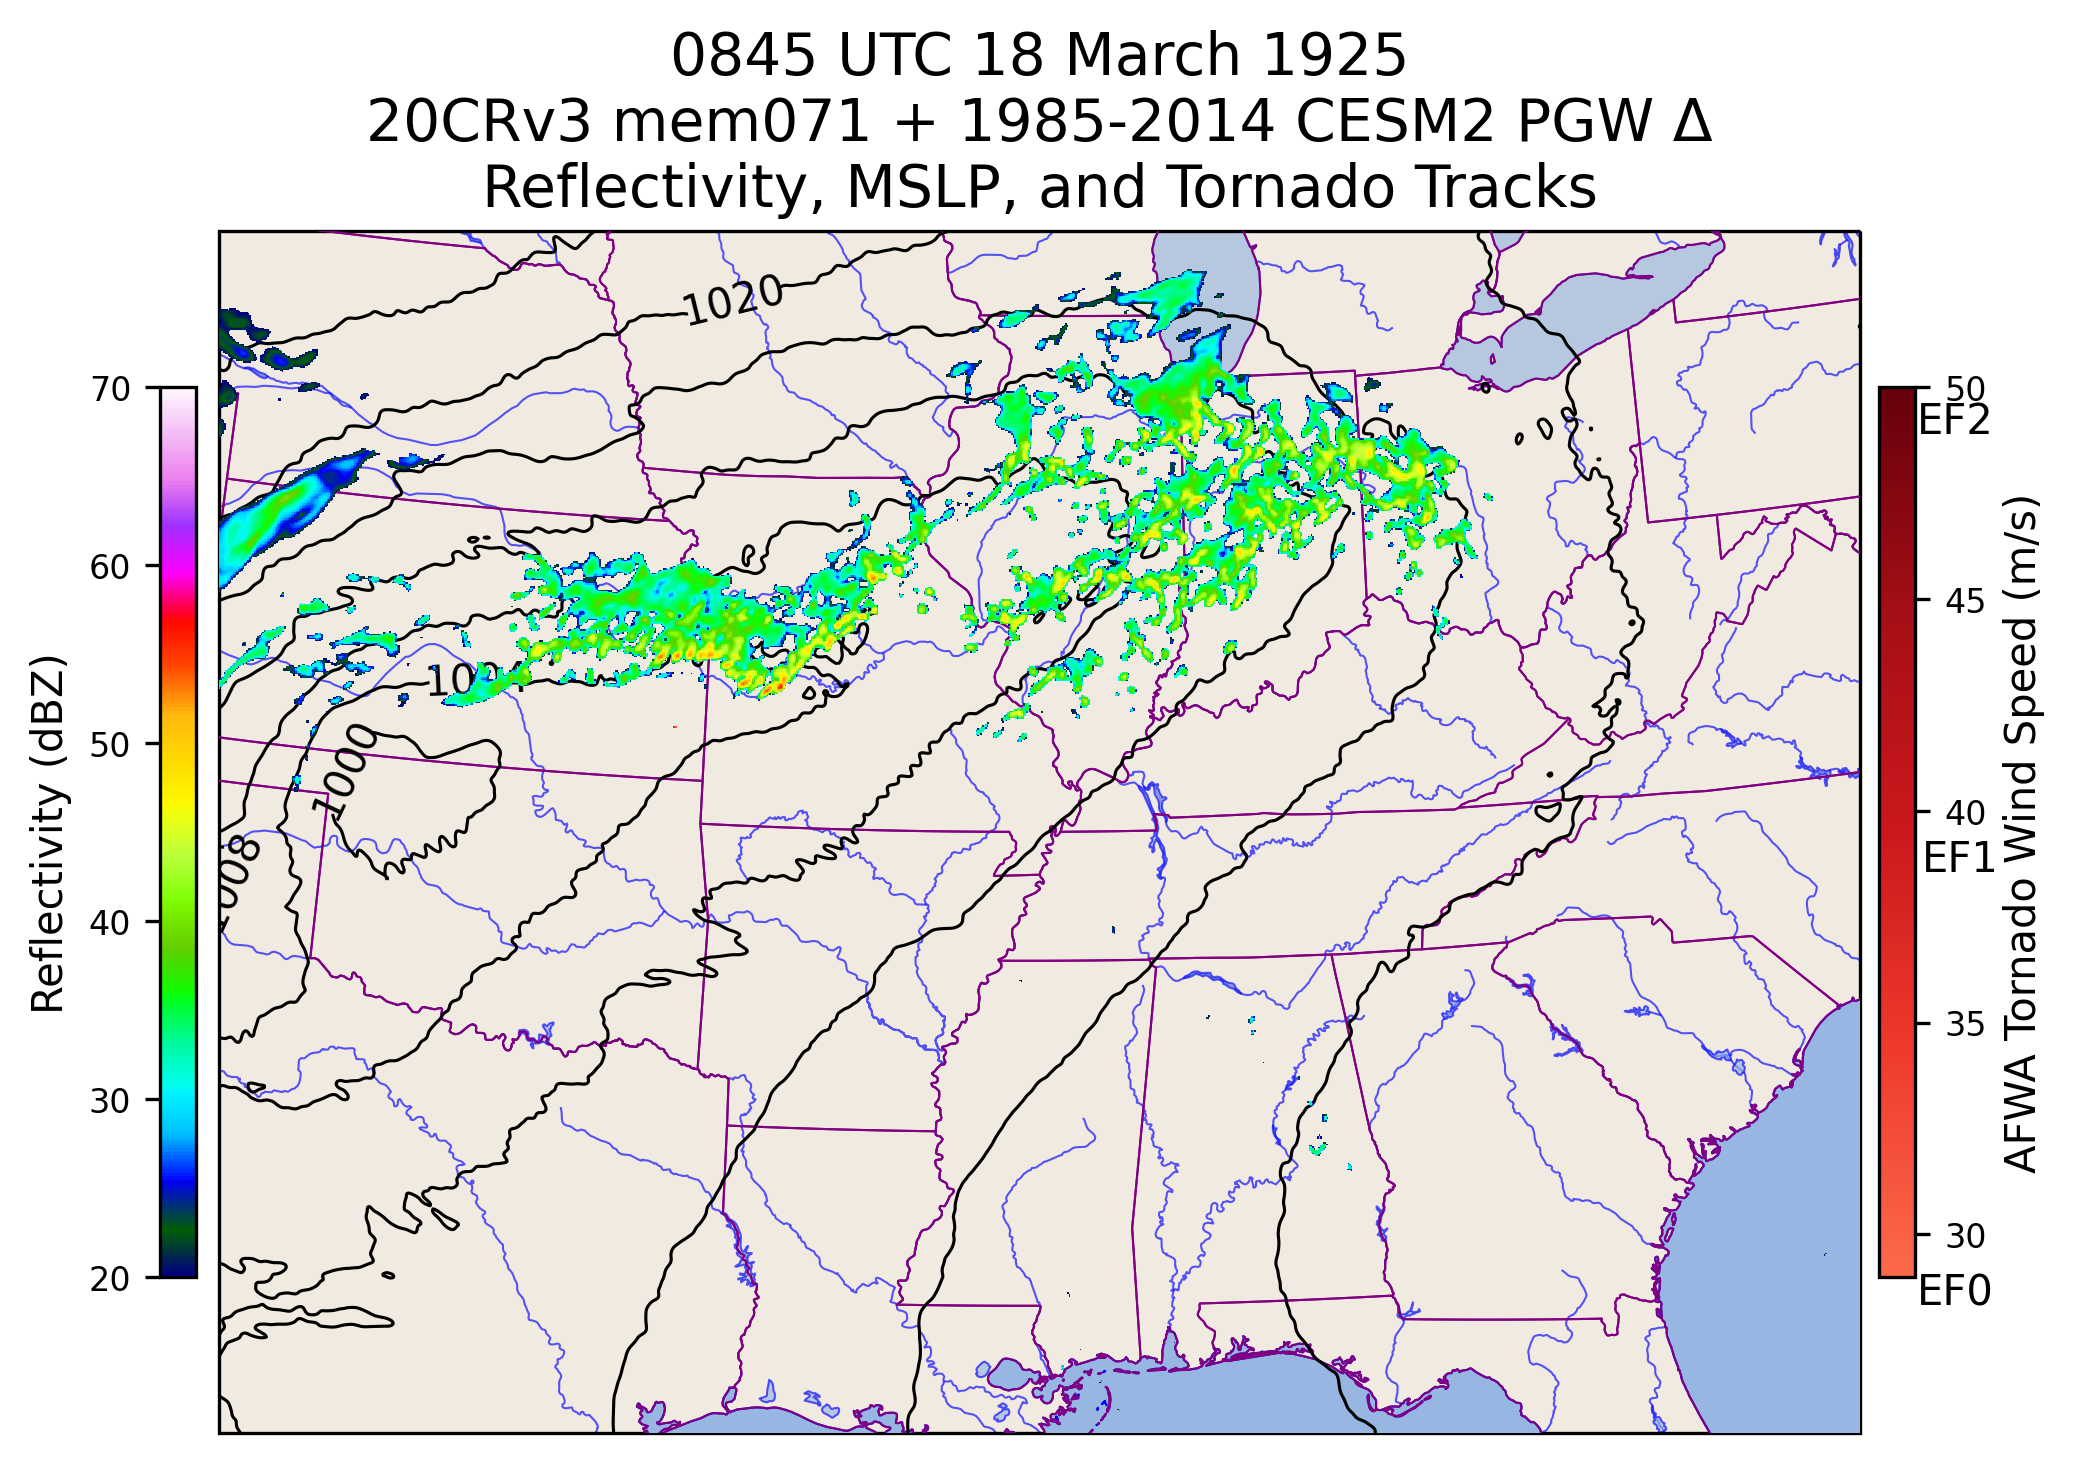 0845 UTC 18 March 1925
20CRv3 mem071 + 1985-2014 CESM2 PGW Δ
Reflectivity, MSLP, and Tornado Tracks
1020
1000
1008
70
60
50
40
30
20
Reflectivity (dBZ)
50
EF2
45
40
EF1
35
30
EF0
AFWA Tornado Wind Speed (m/s)